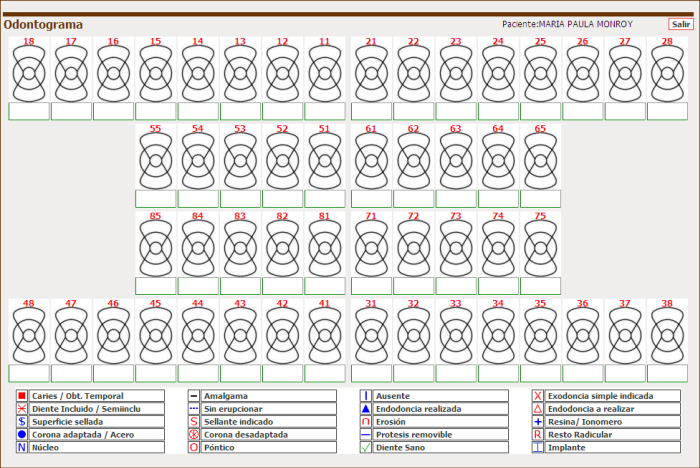 Odontograma Paciente:MARIA PAULA MONROY Salir
18 17 16 15 14 13 12 11 21 22 23 24 25 26 27 28
55 54 53 52 51 61 62 63 64 65
85 84 83 82 81 71 72 73 74 75
48 47 46 45 44 43 42 41 31 32 33 34 35 36 37 38
Caries / Obt. Temporal Amalgama Ausente X Exodoncia simple indicada
Diente Incluido / Semiinclu Sin erupcionar Endodoncia realizada Endodoncia a realizar
$ Superficie sellada S Sellante indicado Erosión Resina/ Ionomero
Corona adaptada / Acero Corona desadaptada Protesis removible R Resto Radicular
N Núcleo O Póntico Diente Sano Implante